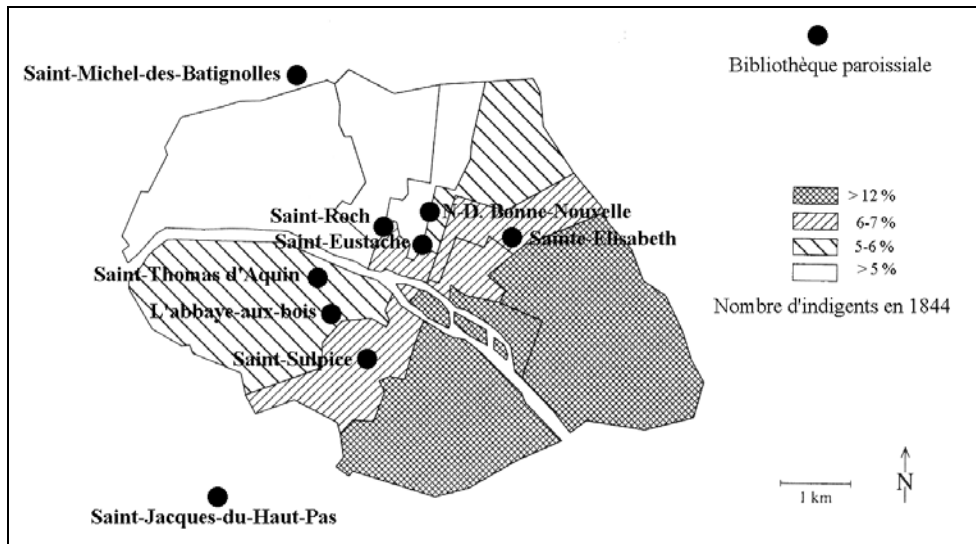 Saint-Michel-des-Batignolles
Bibliothèque paroissiale
>12 %
6-7 %
5-6 %
>5 %
Nombre d'indigents en 1844
Saint-Roch
N-D. Bonne-Nouvelle
Saint-Eustache
Sainte-Elisabeth
Saint-Thomas d'Aquin
L'abbaye-aux-bois
Saint-Sulpice
Saint-Jacques-du-Haut-Pas
1 km
N